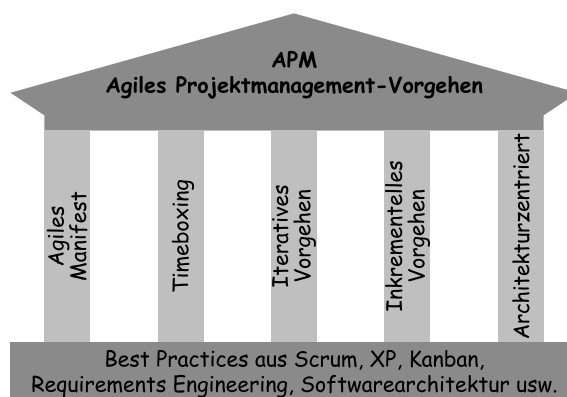 APM
Agiles Projektmanagement-Vorgehen
Agiles
Manifest
Timeboxing
Iteratives
Vorgehen
Inkrementelles
Vorgehen
Architekturzentriert
Best Practices aus Scrum, XP, Kanban,
Requirements Engineering, Softwarearchitektur usw.